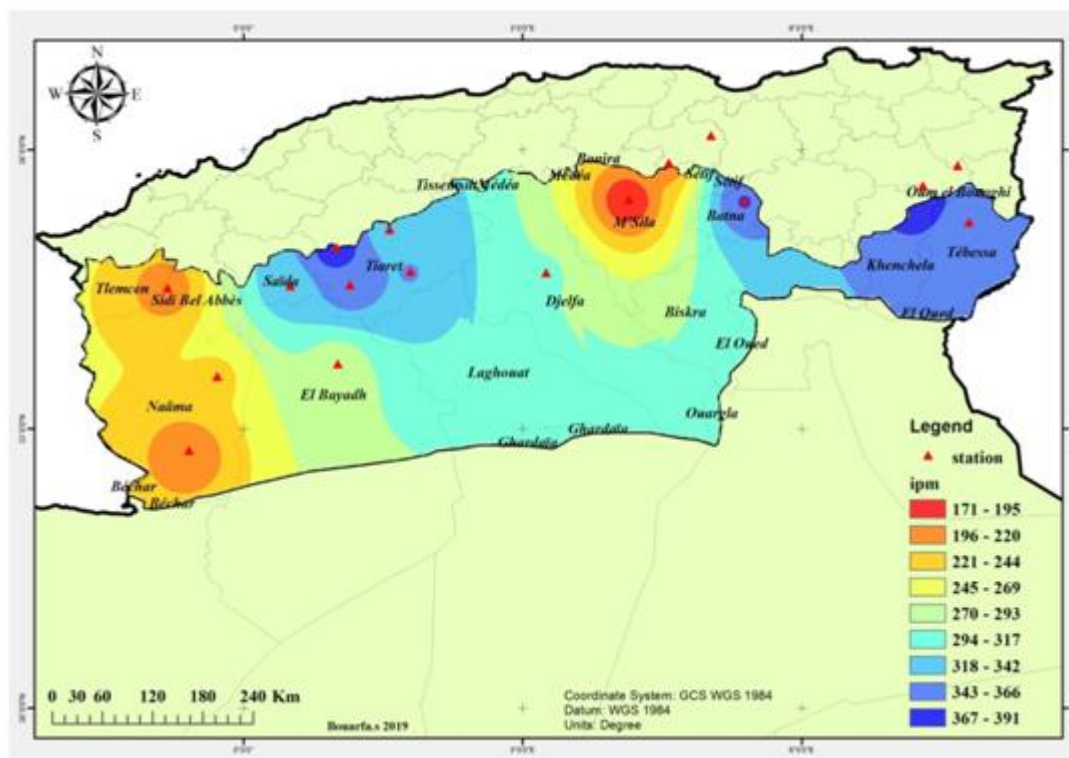 N
W
E
S
Bouira
Tissemsilt
Médéa
Médéa
Sétif
Sétif
Oum el Bouaghi
M'Sila
Batna
Tiaret
Khenchela
Tébessa
Saïda
Tlemcen
Sidi Bel Abbès
Djelfa
Biskra
El Oued
El Oued
Laghouat
El Bayadh
Naâma
Ouargla
Ghardaïa
Ghardaïa
Béchar
Béchar
Legend
station
ipm
171 - 195
196 - 220
221 - 244
245 - 269
270 - 293
294 - 317
318 - 342
343 - 366
367 - 391
0 30 60 120 180 240 Km
Bouarfa.s 2019
Coordinate System: GCS WGS 1984
Datum: WGS 1984
Units: Degree